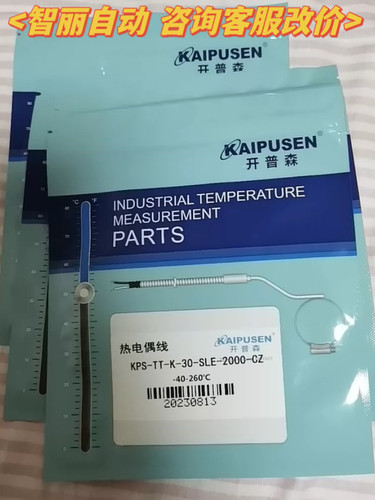 <智丽自动 咨询客服改价>
KAIPUSEN
开普森
KAIPUSEN®
开普森
°C °F
INDUSTRIAL TEMPERATURE
MEASUREMENT
PARTS
KAIPUSEN
开普森
热电偶线
KPS-TT-K-30-SLE-2000-CZ
-40-260℃
20230813